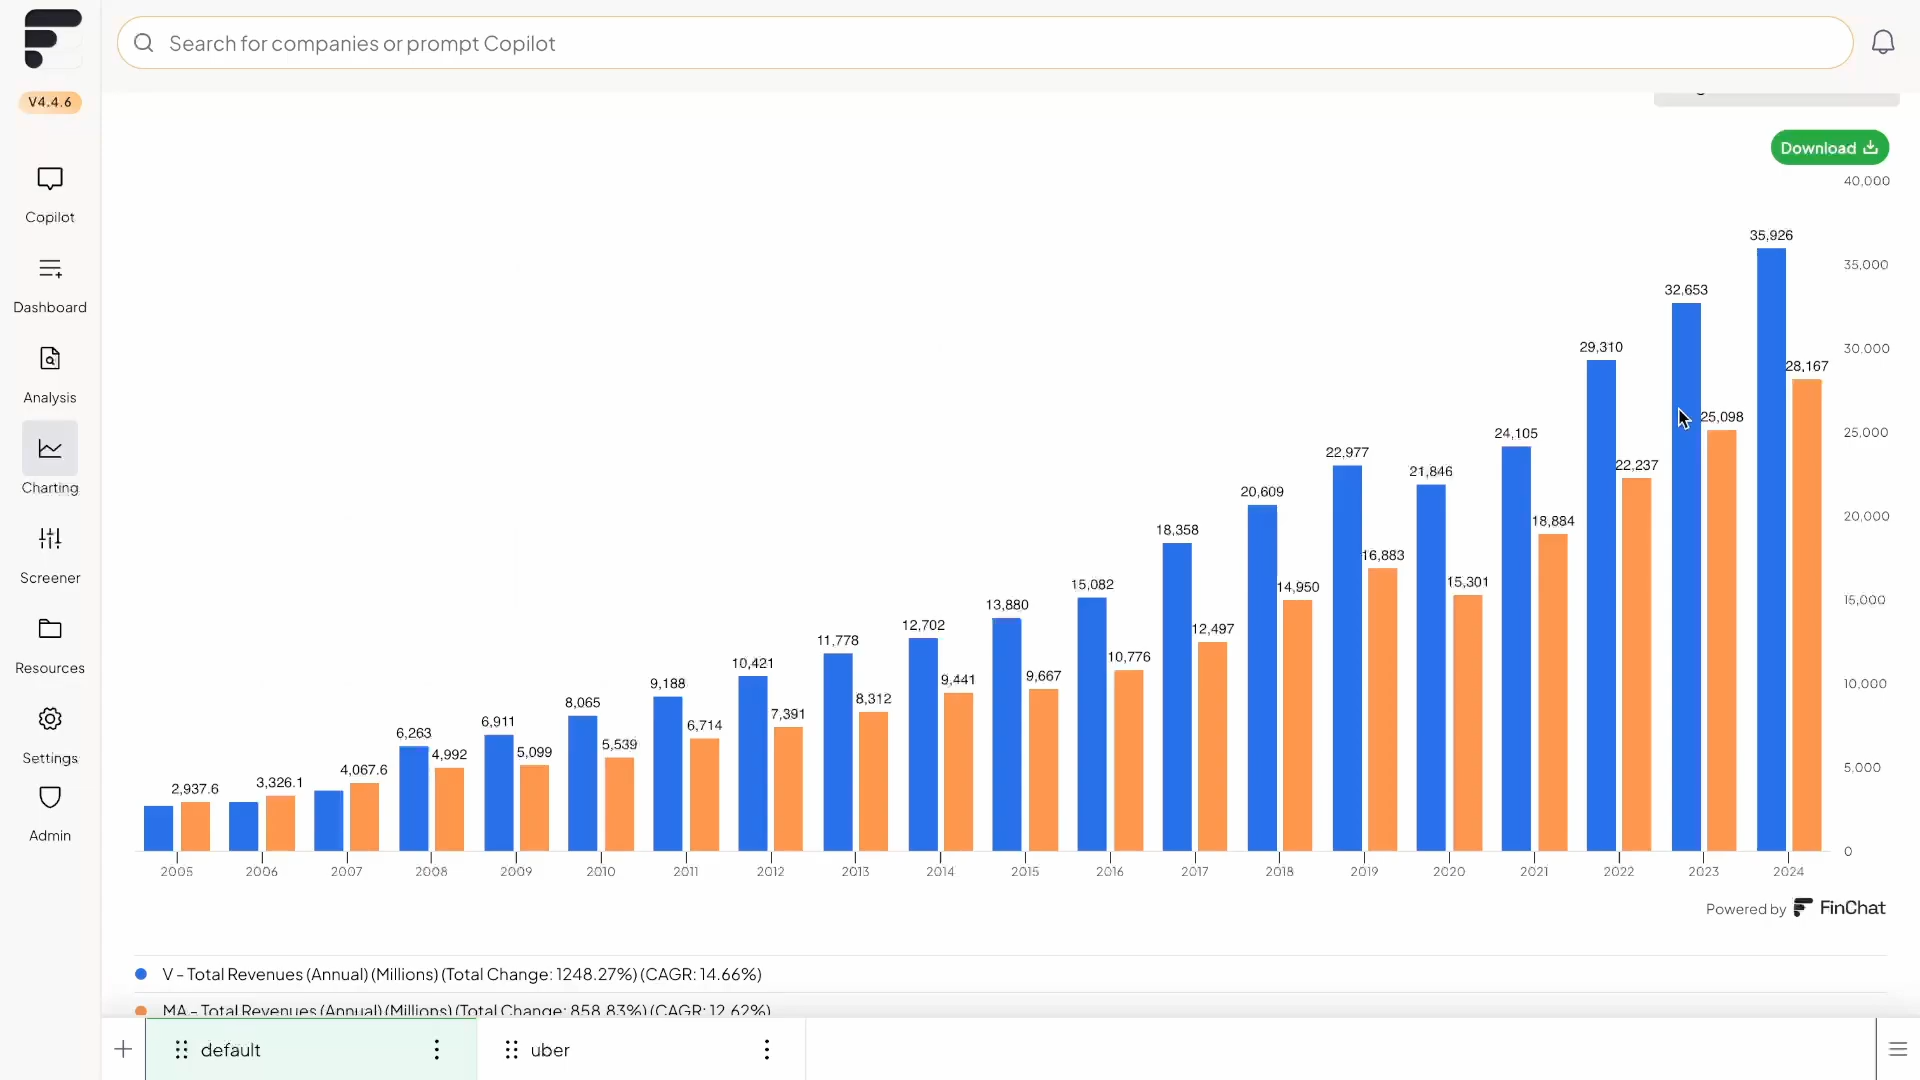 Search for companies or prompt Copilot
V4.4.6
Copilot
Dashboard
Analysis
Charting
Screener
Resources
Settings
Admin
Download
40,000
35,000
30,000
25,000
20,000
15,000
10,000
5,000
0
2,937.6
3,326.1
4,067.6
6,263
4,992
6,911
5,099
8,065
5,539
9,188
6,714
10,421
7,391
11,778
8,312
12,702
9,441
13,880
9,667
15,082
10,776
18,358
12,497
20,609
14,950
22,977
16,883
21,846
15,301
24,105
18,884
29,310
22,237
32,653
25,098
35,926
28,167
2005 2006 2007 2008 2009 2010 2011 2012 2013 2014 2015 2016 2017 2018 2019 2020 2021 2022 2023 2024
Powered by FinChat
V - Total Revenues (Annual) (Millions) (Total Change: 1248.27%) (CAGR: 14.66%)
MA - Total Revenues (Annual) (Millions) (Total Change: 858.83%) (CAGR: 12.62%)
default
uber